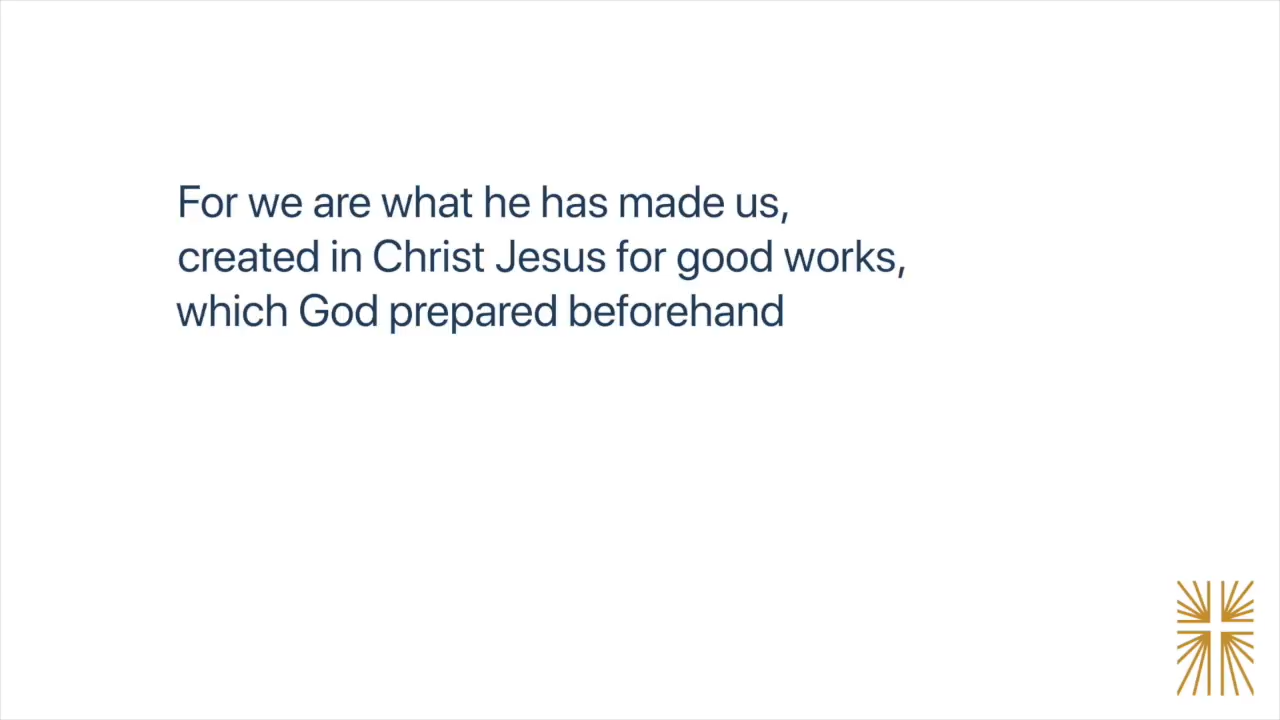 For we are what he has made us,
created in Christ Jesus for good works,
which God prepared beforehand